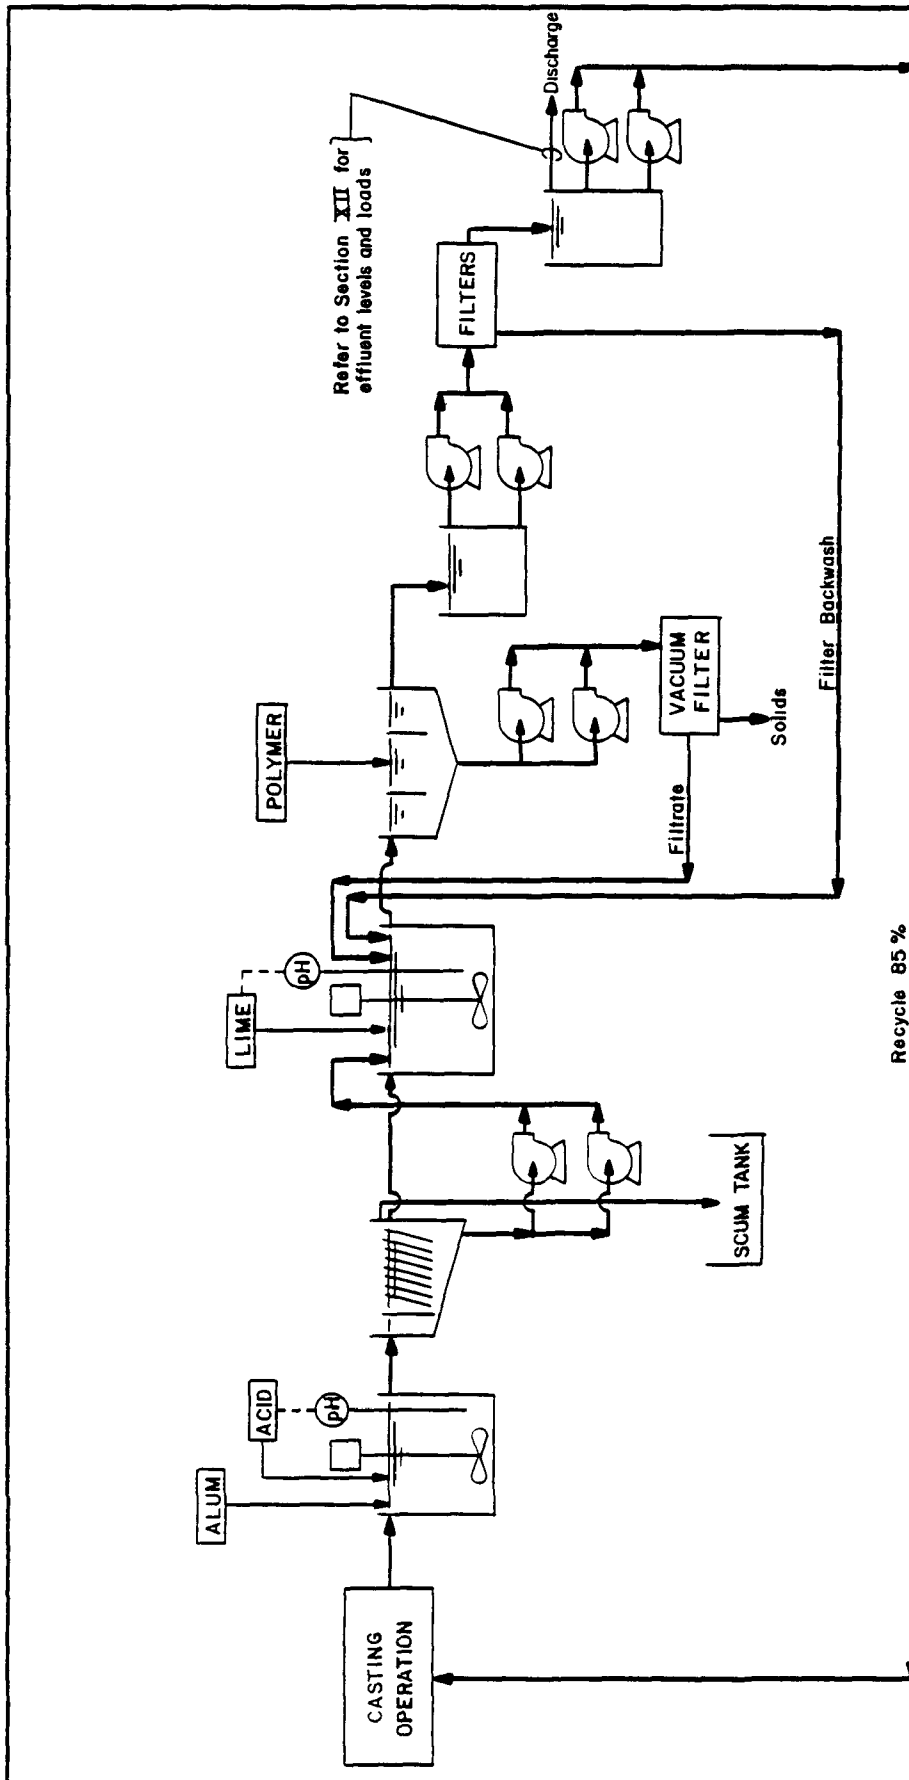 CASTING
OPERATION
ALUM
ACID
pH
SCUM TANK
LIME
pH
POLYMER
Filtrate
VACUUM
FILTER
Solids
Filter Backwash
FILTERS
Refer to Section XII for
effluent levels and loads
Discharge
Recycle 85 %